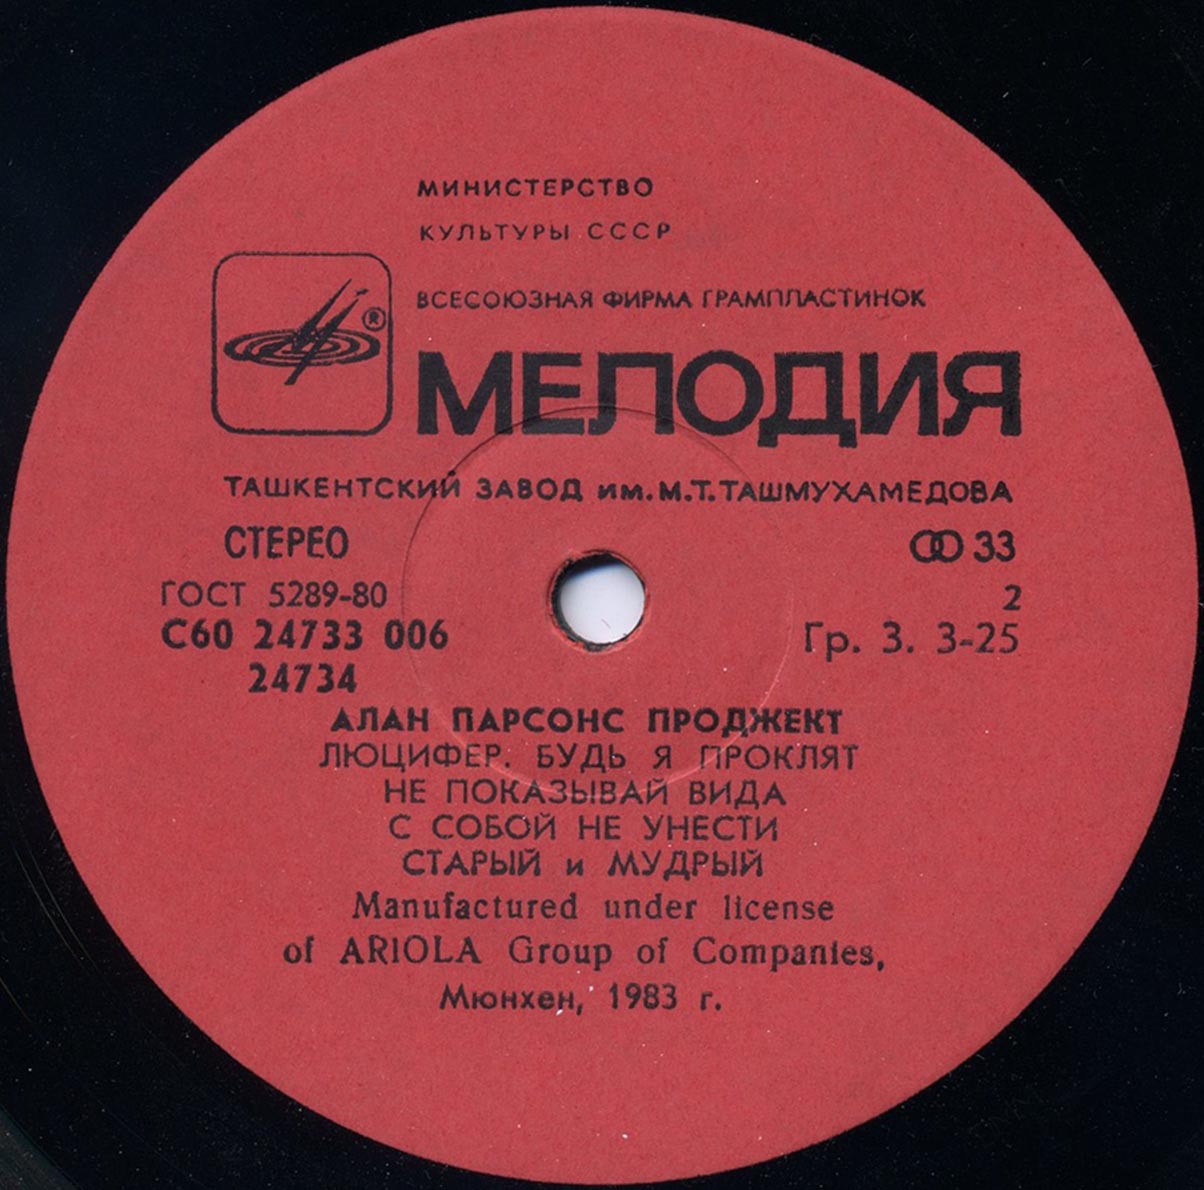 МИНИСТЕРСТВО
КУЛЬТУРЫ СССР
ВСЕСОЮЗНАЯ ФИРМА ГРАМПЛАСТИНОК
®
МЕЛОДИЯ
ТАШКЕНТСКИЙ ЗАВОД им. М.Т. ТАШМУХАМЕДОВА
СТЕРЕО 33
ГОСТ 5289-80 2
С60 24733 006 Гр. 3. 3-25
24734
АЛАН ПАРСОНС ПРОДЖЕКТ
ЛЮЦИФЕР. БУДЬ Я ПРОКЛЯТ
НЕ ПОКАЗЫВАЙ ВИДА
С СОБОЙ НЕ УНЕСТИ
СТАРЫЙ и МУДРЫЙ
Manufactured under license
of ARIOLA Group of Companies,
Мюнхен, 1983 г.